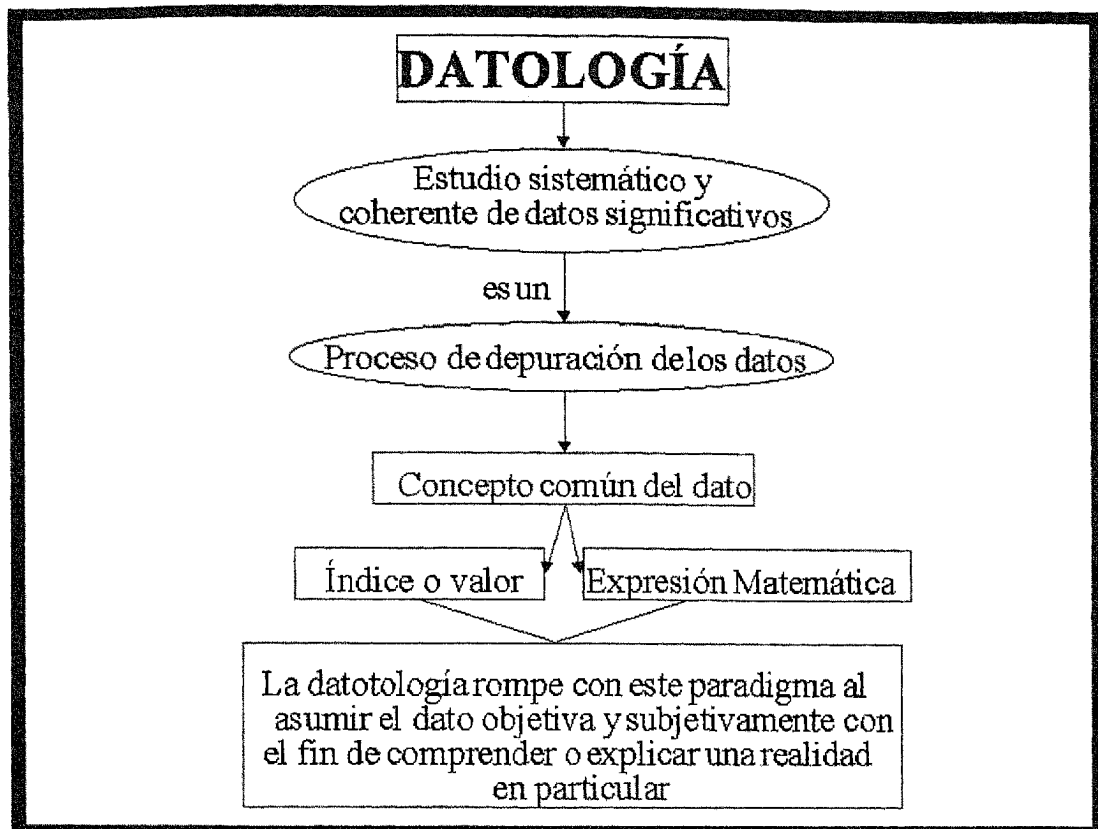 DATOLOGÍA
Estudio sistemático y
coherente de datos significativos
es un
Proceso de depuración de los datos
Concepto común del dato
Índice o valor
Expresión Matemática
La datotología rompe con este paradigma al
asumir el dato objetiva y subjetivamente con
el fin de comprender o explicar una realidad
en particular